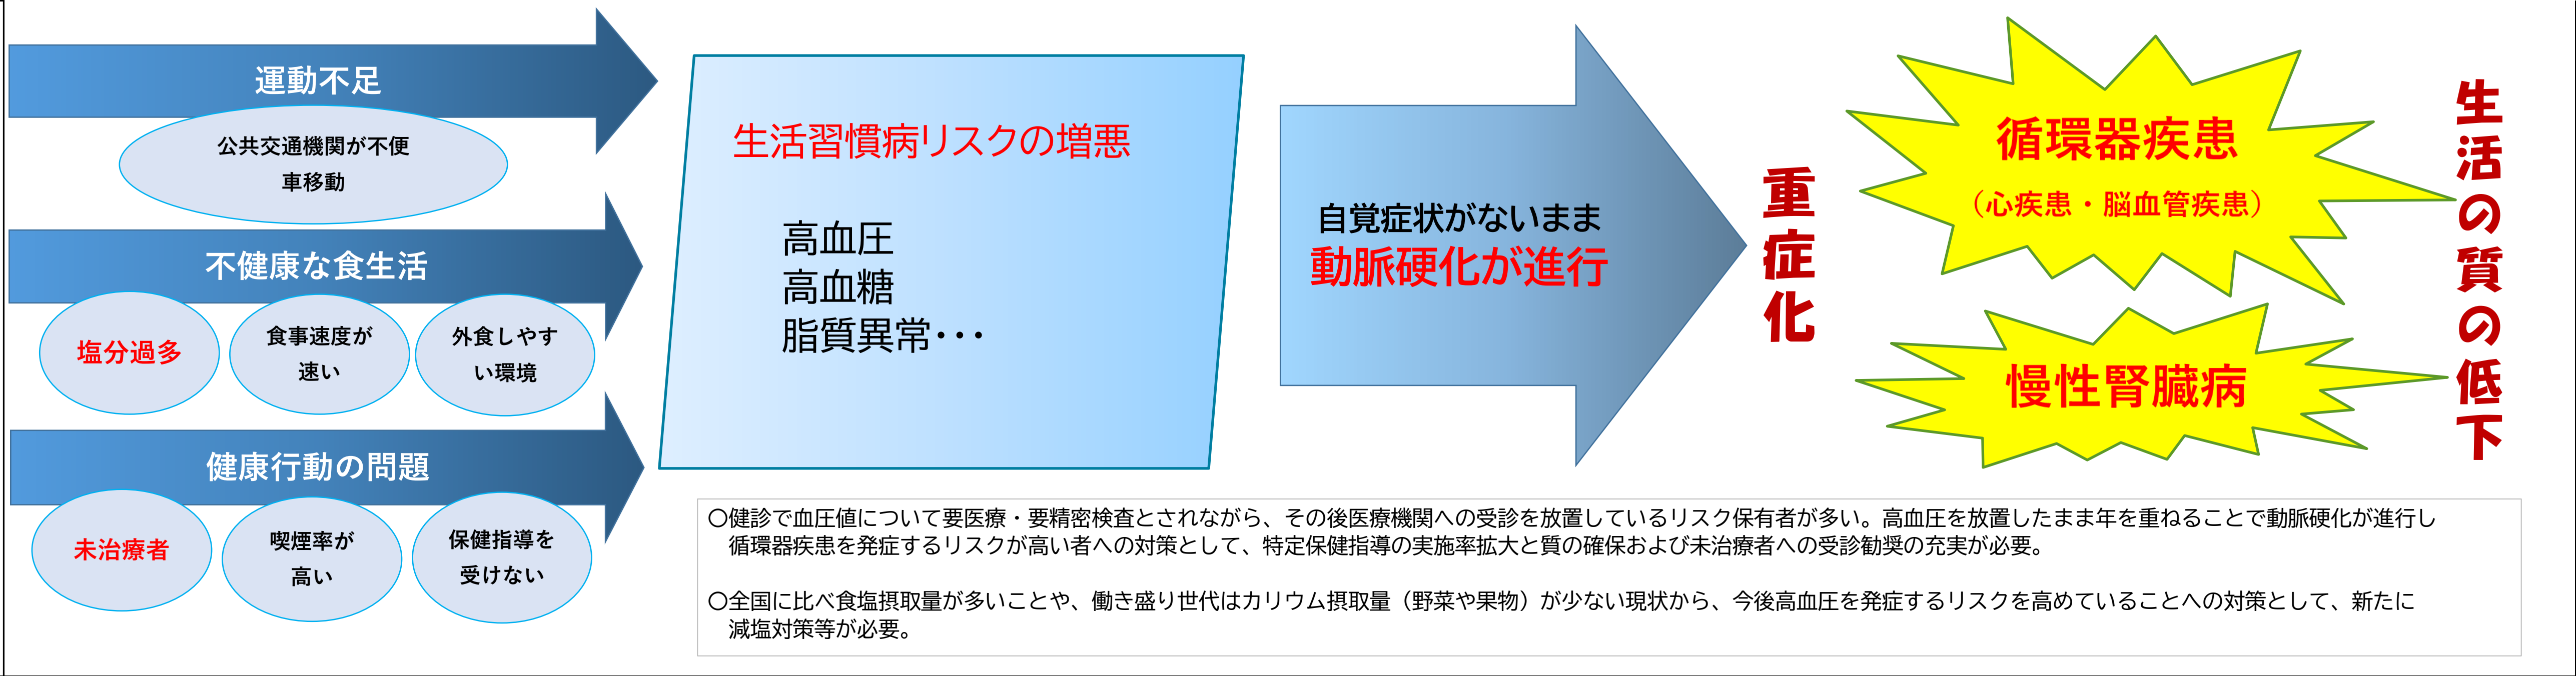 運動不足
公共交通機関が不便
車移動
不健康な食生活
塩分過多
食事速度が
速い
外食しやす
い環境
健康行動の問題
未治療者
喫煙率が
高い
保健指導を
受けない
生活習慣病リスクの増悪
高血圧
高血糖
脂質異常･･･
自覚症状がないまま
動脈硬化が進行
重症化
循環器疾患
（心疾患・脳血管疾患）
慢性腎臓病
生活の質の低下
〇健診で血圧値について要医療・要精密検査とされながら、その後医療機関への受診を放置しているリスク保有者が多い。高血圧を放置したまま年を重ねることで動脈硬化が進行し
循環器疾患を発症するリスクが高い者への対策として、特定保健指導の実施率拡大と質の確保および未治療者への受診勧奨の充実が必要。
〇全国に比べ食塩摂取量が多いことや、働き盛り世代はカリウム摂取量（野菜や果物）が少ない現状から、今後高血圧を発症するリスクを高めていることへの対策として、新たに
減塩対策等が必要。